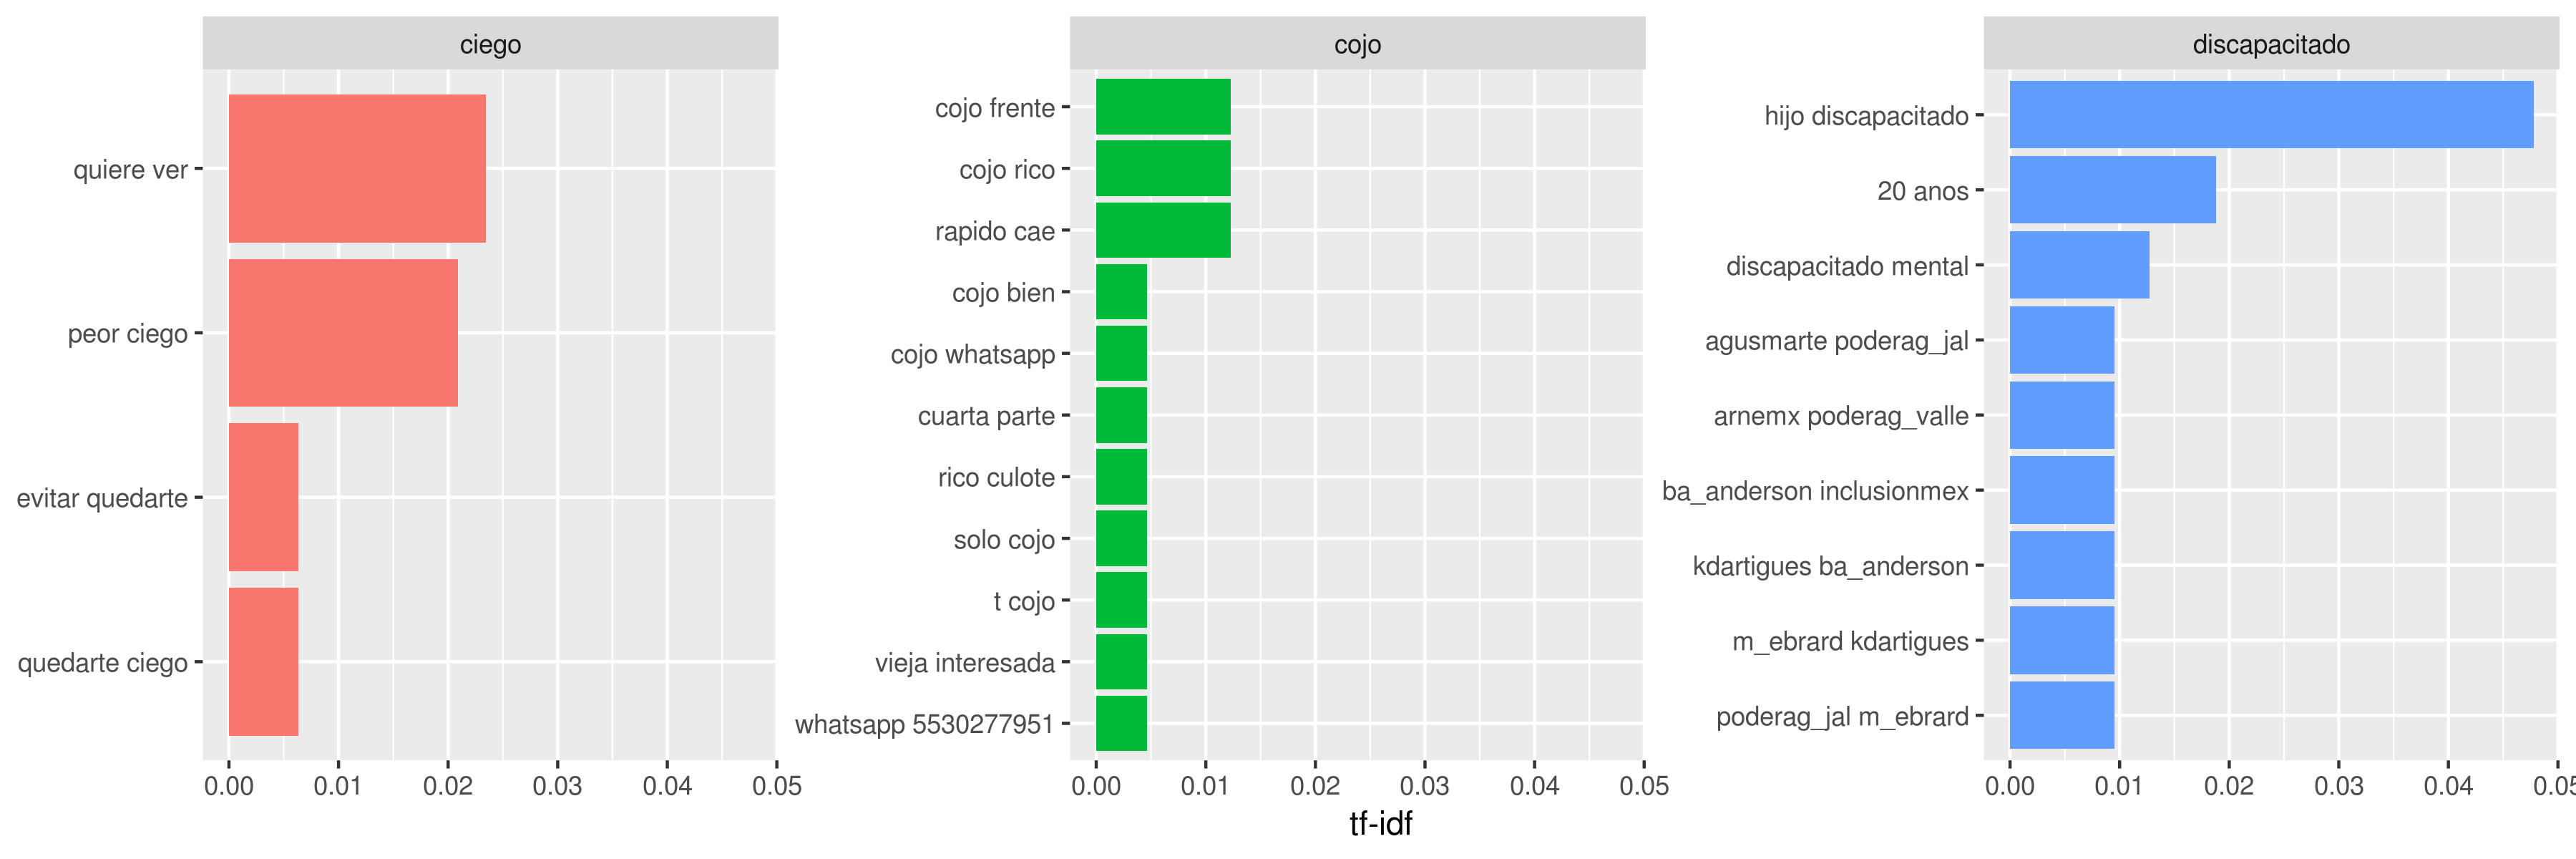 ciego
quiere ver
peor ciego
evitar quedarte
quedarte ciego
0.00 0.01 0.02 0.03 0.04 0.05
cojo
cojo frente
cojo rico
rapido cae
cojo bien
cojo whatsapp
cuarta parte
rico culote
solo cojo
t cojo
vieja interesada
whatsapp 5530277951
0.00 0.01 0.02 0.03 0.04 0.05
discapacitado
hijo discapacitado
20 anos
discapacitado mental
agusmarte poderag_jal
arnemx poderag_valle
ba_anderson inclusionmex
kdartigues ba_anderson
m_ebrard kdartigues
poderag_jal m_ebrard
0.00 0.01 0.02 0.03 0.04 0.05
tf-idf